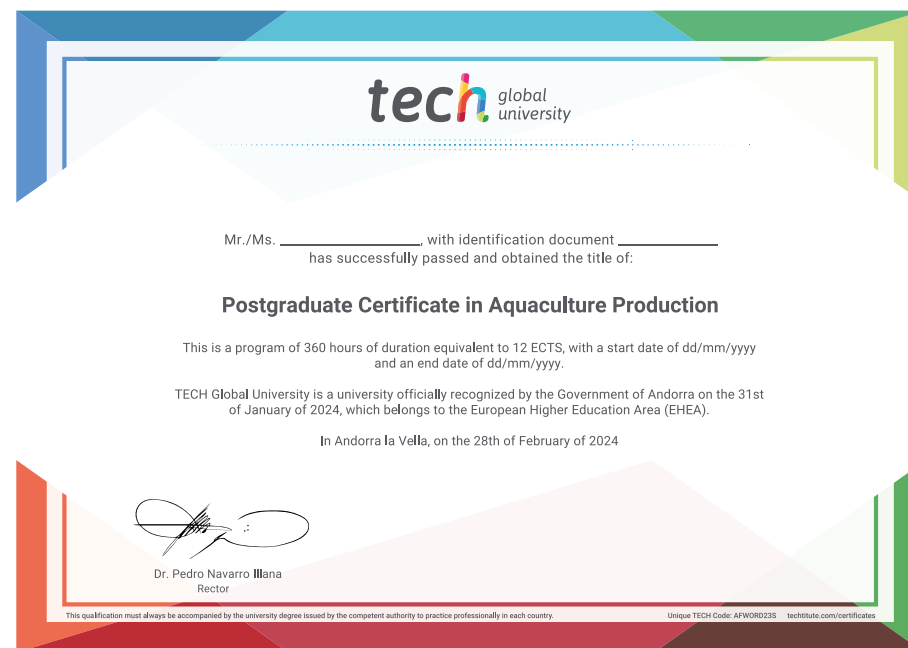 tech global
university
Mr./Ms. ____________, with identification document ____________
has successfully passed and obtained the title of:
Postgraduate Certificate in Aquaculture Production
This is a program of 360 hours of duration equivalent to 12 ECTS, with a start date of dd/mm/yyyy
and an end date of dd/mm/yyyy.
TECH Global University is a university officially recognized by the Government of Andorra on the 31st
of January of 2024, which belongs to the European Higher Education Area (EHEA).
In Andorra la Vella, on the 28th of February of 2024
Dr. Pedro Navarro Illana
Rector
This qualification must always be accompanied by the university degree issued by the competent authority to practice professionally in each country. Unique TECH Code: AFWORD23S techtitute.com/certificates